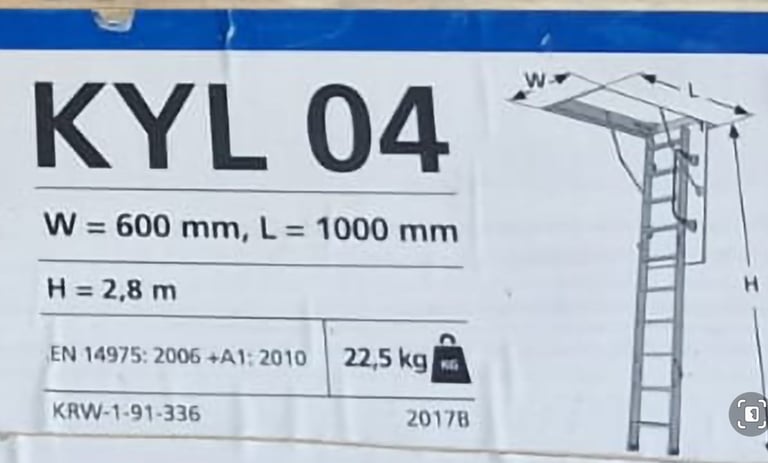 KYL 04
W = 600 mm, L = 1000 mm
H = 2,8 m
EN 14975: 2006 +A1: 2010
22,5 kg
KG
KRW-1-91-336
2017B
W
L
H